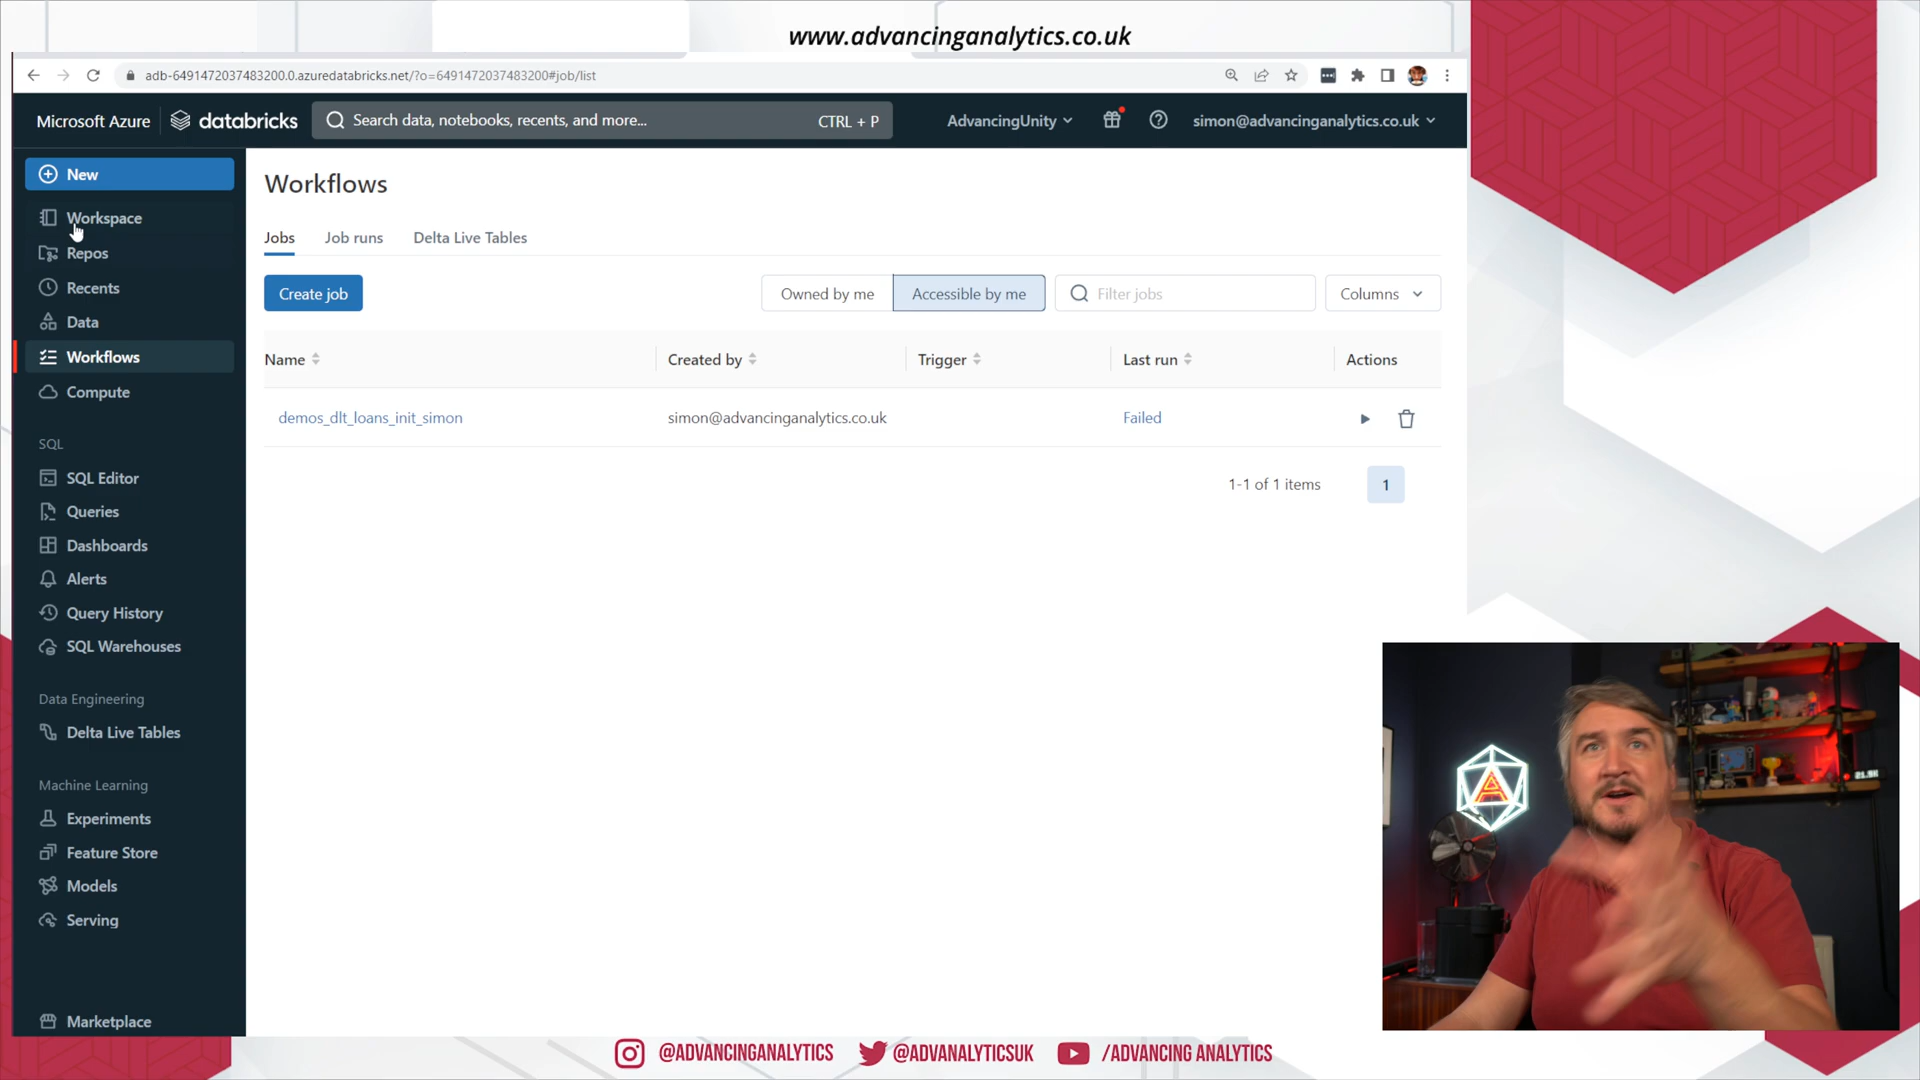 www.advancinganalytics.co.uk
adb-6491472037483200.0.azuredatabricks.net/?o=6491472037483200#job/list
Microsoft Azure databricks Search data, notebooks, recents, and more... CTRL + P AdvancingUnity simon@advancinganalytics.co.uk
New
Workspace
Repos
Recents
Data
Workflows
Compute
SQL
SQL Editor
Queries
Dashboards
Alerts
Query History
SQL Warehouses
Data Engineering
Delta Live Tables
Machine Learning
Experiments
Feature Store
Models
Serving
Marketplace
Workflows
Jobs Job runs Delta Live Tables
Create job Owned by me Accessible by me Filter jobs Columns
Name Created by Trigger Last run Actions
demos_dlt_loans_init_simon simon@advancinganalytics.co.uk Failed
1-1 of 1 items 1
A
@ADVANCINGANALYTICS @ADVANALYTICSUK /ADVANCING ANALYTICS